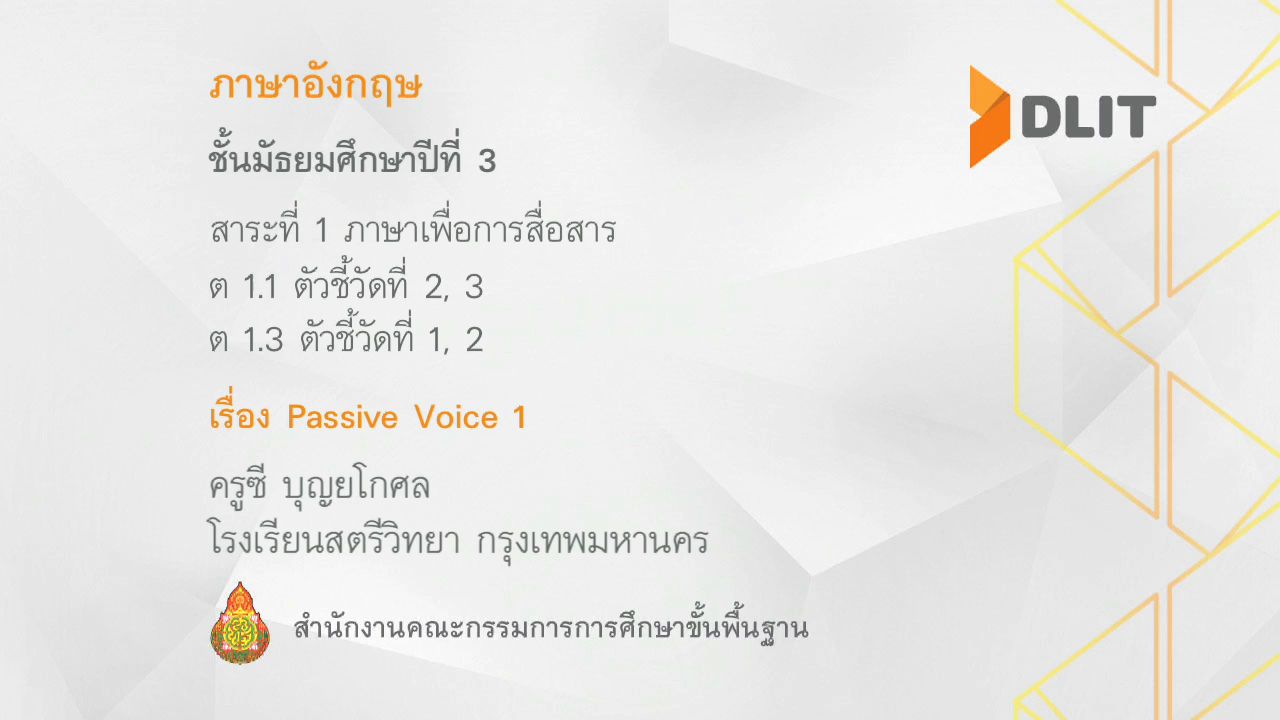 ภาษาอังกฤษ
DLIT
ชั้นมัธยมศึกษาปีที่ 3
สาระที่ 1 ภาษาเพื่อการสื่อสาร
ต 1.1 ตัวชี้วัดที่ 2, 3
ต 1.3 ตัวชี้วัดที่ 1, 2
เรื่อง Passive Voice 1
ครูซี บุญยโกศล
โรงเรียนสตรีวิทยา กรุงเทพมหานคร
สำนักงานคณะกรรมการการศึกษาขั้นพื้นฐาน